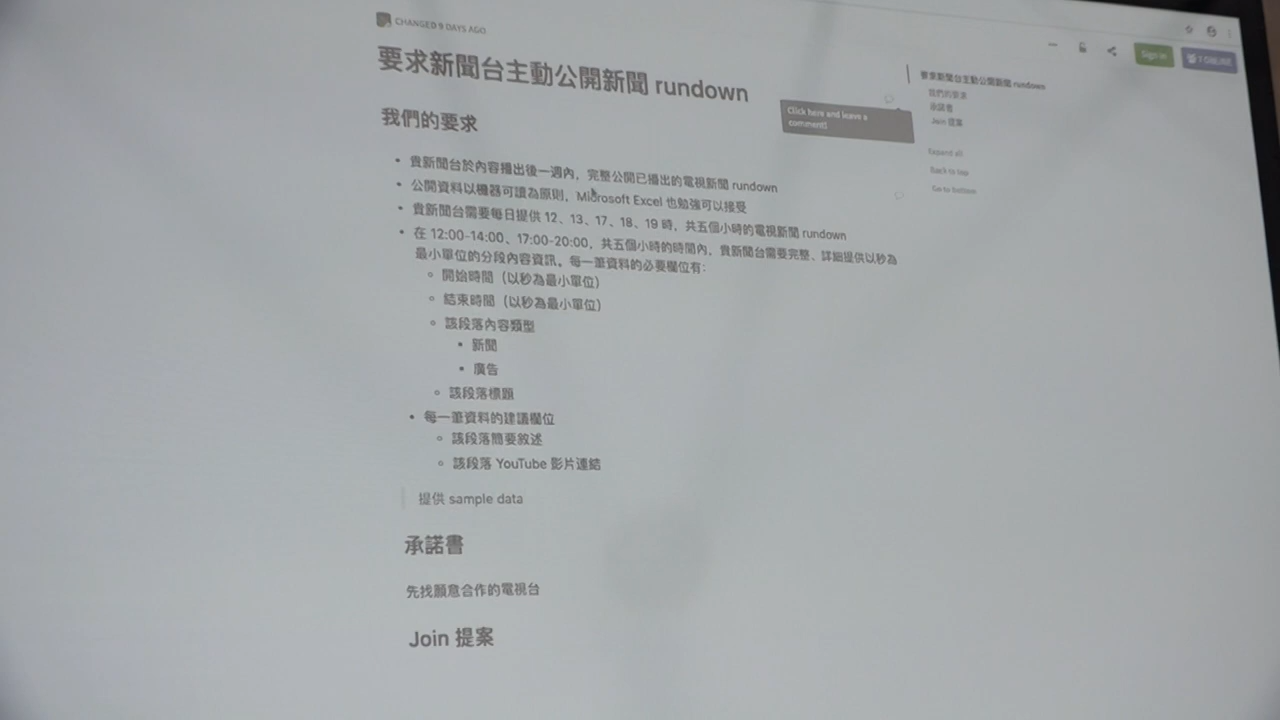 CHANGED 9 DAYS AGO
要求新聞台主動公開新聞 rundown
我們的要求
• 貴新聞台於內容播出後一週內，完整公開已播出的電視新聞 rundown
• 公開資料以機器可讀為原則，Microsoft Excel 也勉強可以接受
• 貴新聞台需要每日提供 12、13、17、18、19 時，共五個小時的電視新聞 rundown
• 在 12:00-14:00、17:00-20:00，共五個小時的時間內，貴新聞台需要完整、詳細提供以秒為
最小單位的分段內容資訊。每一筆資料的必要欄位有：
◦ 開始時間（以秒為最小單位）
◦ 結束時間（以秒為最小單位）
◦ 該段落內容類型
▪ 新聞
▪ 廣告
◦ 該段落標題
• 每一筆資料的建議欄位
◦ 該段落簡要敘述
◦ 該段落 YouTube 影片連結
提供 sample data
承諾書
先找願意合作的電視台
Join 提案
Click here and leave a
comment!
Sign In
7 ONLINE
要求新聞台主動公開新聞 rundown
我們的要求
承諾書
Join 提案
Expand all
Back to top
Go to bottom